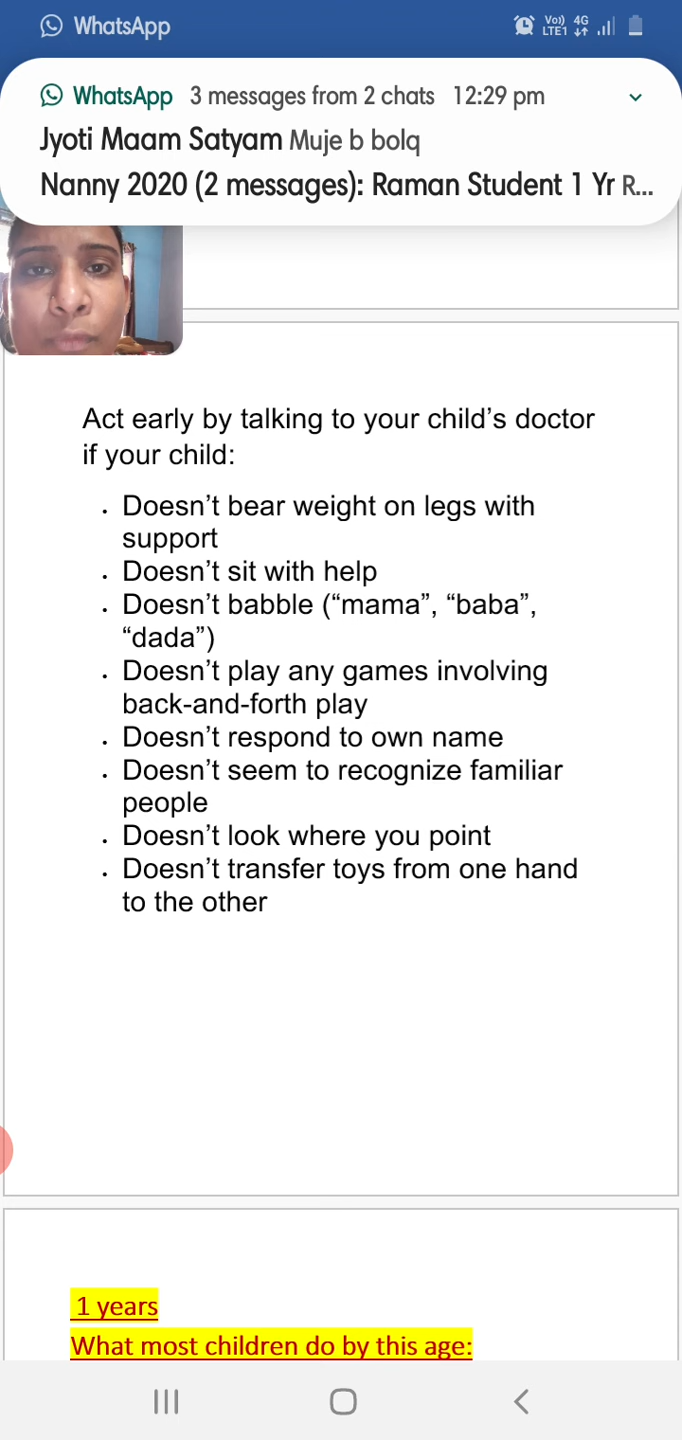 WhatsApp
Vo)) 4G
LTE1
WhatsApp 3 messages from 2 chats 12:29 pm
Jyoti Maam Satyam Muje b bolq
Nanny 2020 (2 messages): Raman Student 1 Yr R...
Act early by talking to your child’s doctor
if your child:
• Doesn’t bear weight on legs with
support
• Doesn’t sit with help
• Doesn’t babble (“mama”, “baba”,
“dada”)
• Doesn’t play any games involving
back-and-forth play
• Doesn’t respond to own name
• Doesn’t seem to recognize familiar
people
• Doesn’t look where you point
• Doesn’t transfer toys from one hand
to the other
1 years
What most children do by this age: